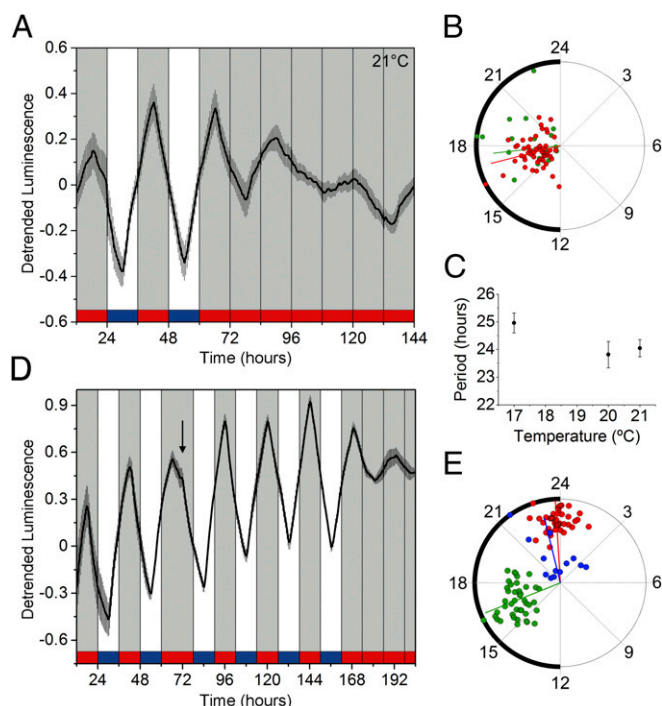 A
0.6
0.4
0.2
0
-0.2
-0.4
-0.6
Detrended Luminescence
21°C
24 48 72 96 120 144
Time (hours)
B
24
21 3
18 6
15 9
12
C
26
25
24
23
22
Period (hours)
17 18 19 20 21
Temperature (ºC)
D
0.9
0.6
0.3
0
-0.3
-0.6
Detrended Luminescence
24 48 72 96 120 144 168 192
Time (hours)
E
24
21 3
18 6
15 9
12